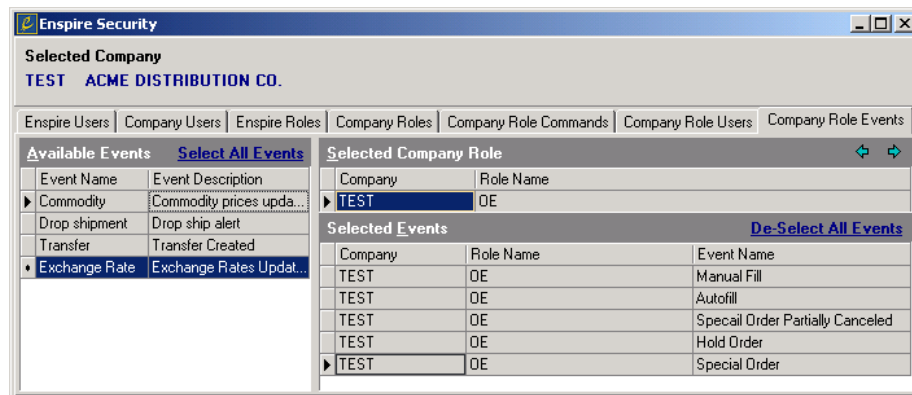 Enspire Security
Selected Company
TEST ACME DISTRIBUTION CO.
Enspire Users Company Users Enspire Roles Company Roles Company Role Commands Company Role Users Company Role Events
Available Events Select All Events
Event Name Event Description
Commodity Commodity prices upda...
Drop shipment Drop ship alert
Transfer Transfer Created
Exchange Rate Exchange Rates Updat...
Selected Company Role
Company Role Name
TEST OE
Selected Events De-Select All Events
Company Role Name Event Name
TEST OE Manual Fill
TEST OE Autofill
TEST OE Specail Order Partially Canceled
TEST OE Hold Order
TEST OE Special Order